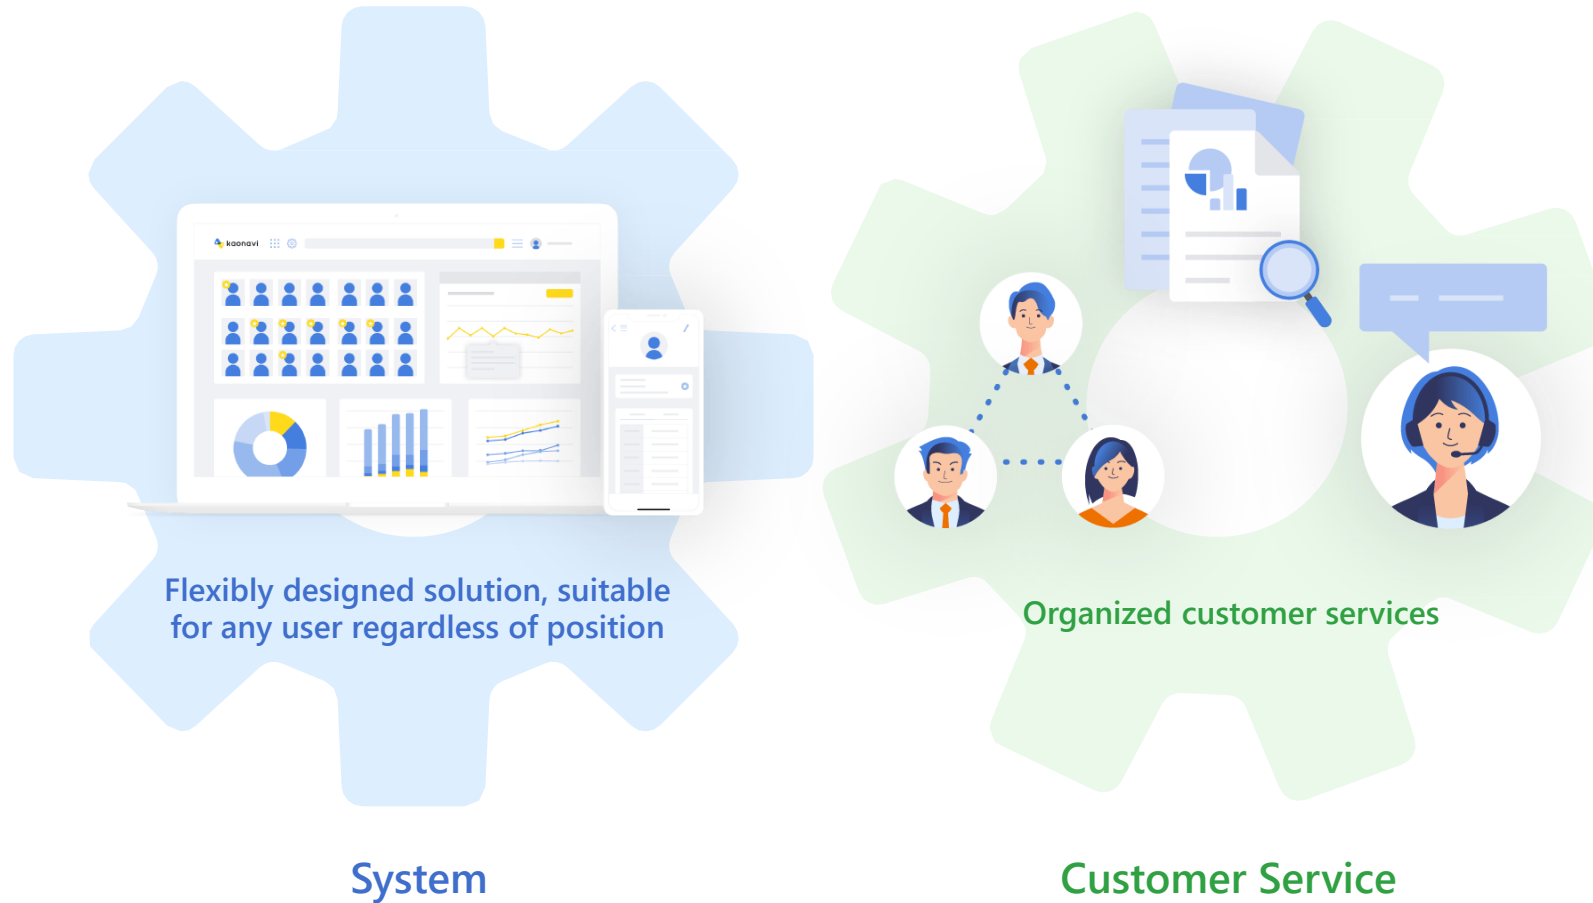 kaonavi
Flexibly designed solution, suitable
for any user regardless of position
Organized customer services
System
Customer Service